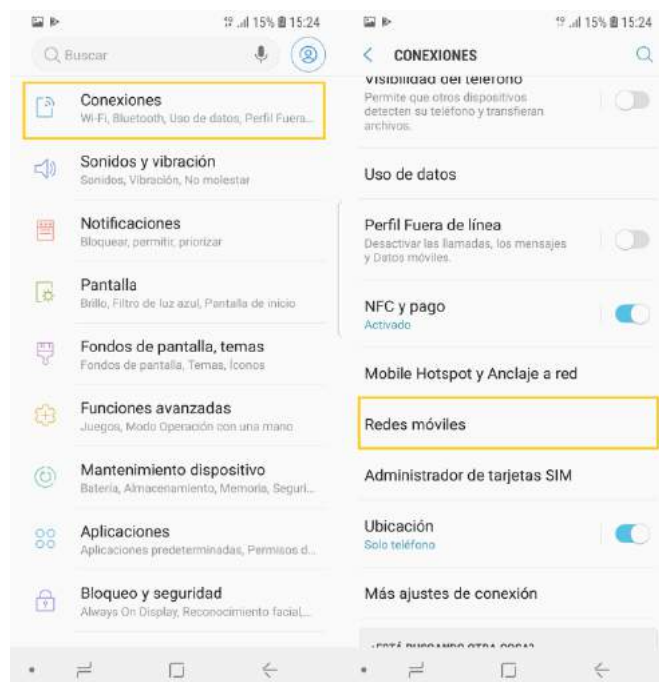 15% 15:24
Buscar
Conexiones
Wi-Fi, Bluetooth, Uso de datos, Perfil Fuera...
Sonidos y vibración
Sonidos, Vibración, No molestar
Notificaciones
Bloquear, permitir, priorizar
Pantalla
Brillo, Filtro de luz azul, Pantalla de inicio
Fondos de pantalla, temas
Fondos de pantalla, Temas, Íconos
Funciones avanzadas
Juegos, Modo Operación con una mano
Mantenimiento dispositivo
Batería, Almacenamiento, Memoria, Seguri...
Aplicaciones
Aplicaciones predeterminadas, Permisos d...
Bloqueo y seguridad
Always On Display, Reconocimiento facial,...
15% 15:24
CONEXIONES
Visibilidad del teléfono
Permite que otros dispositivos
detecten su teléfono y transfieran
archivos.
Uso de datos
Perfil Fuera de línea
Desactivar las llamadas, los mensajes
y Datos móviles.
NFC y pago
Activado
Mobile Hotspot y Anclaje a red
Redes móviles
Administrador de tarjetas SIM
Ubicación
Solo teléfono
Más ajustes de conexión
¿ESTÁ BUSCANDO OTRA COSA?